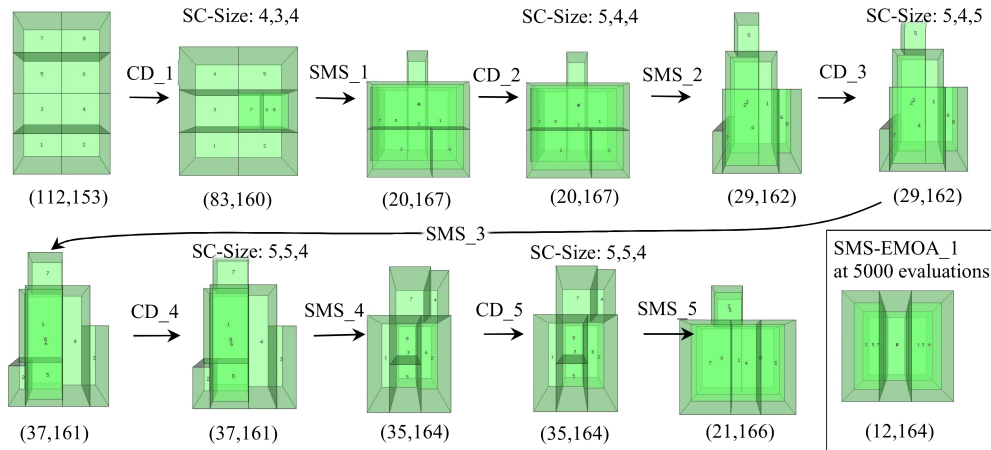 SC-Size: 4,3,4
SC-Size: 5,4,4
SC-Size: 5,4,5
CD_1
SMS_1
CD_2
SMS_2
CD_3
(112,153)
(83,160)
(20,167)
(20,167)
(29,162)
(29,162)
SMS_3
SC-Size: 5,5,4
SC-Size: 5,5,4
SMS-EMOA_1
at 5000 evaluations
CD_4
SMS_4
CD_5
SMS_5
(37,161)
(37,161)
(35,164)
(35,164)
(21,166)
(12,164)